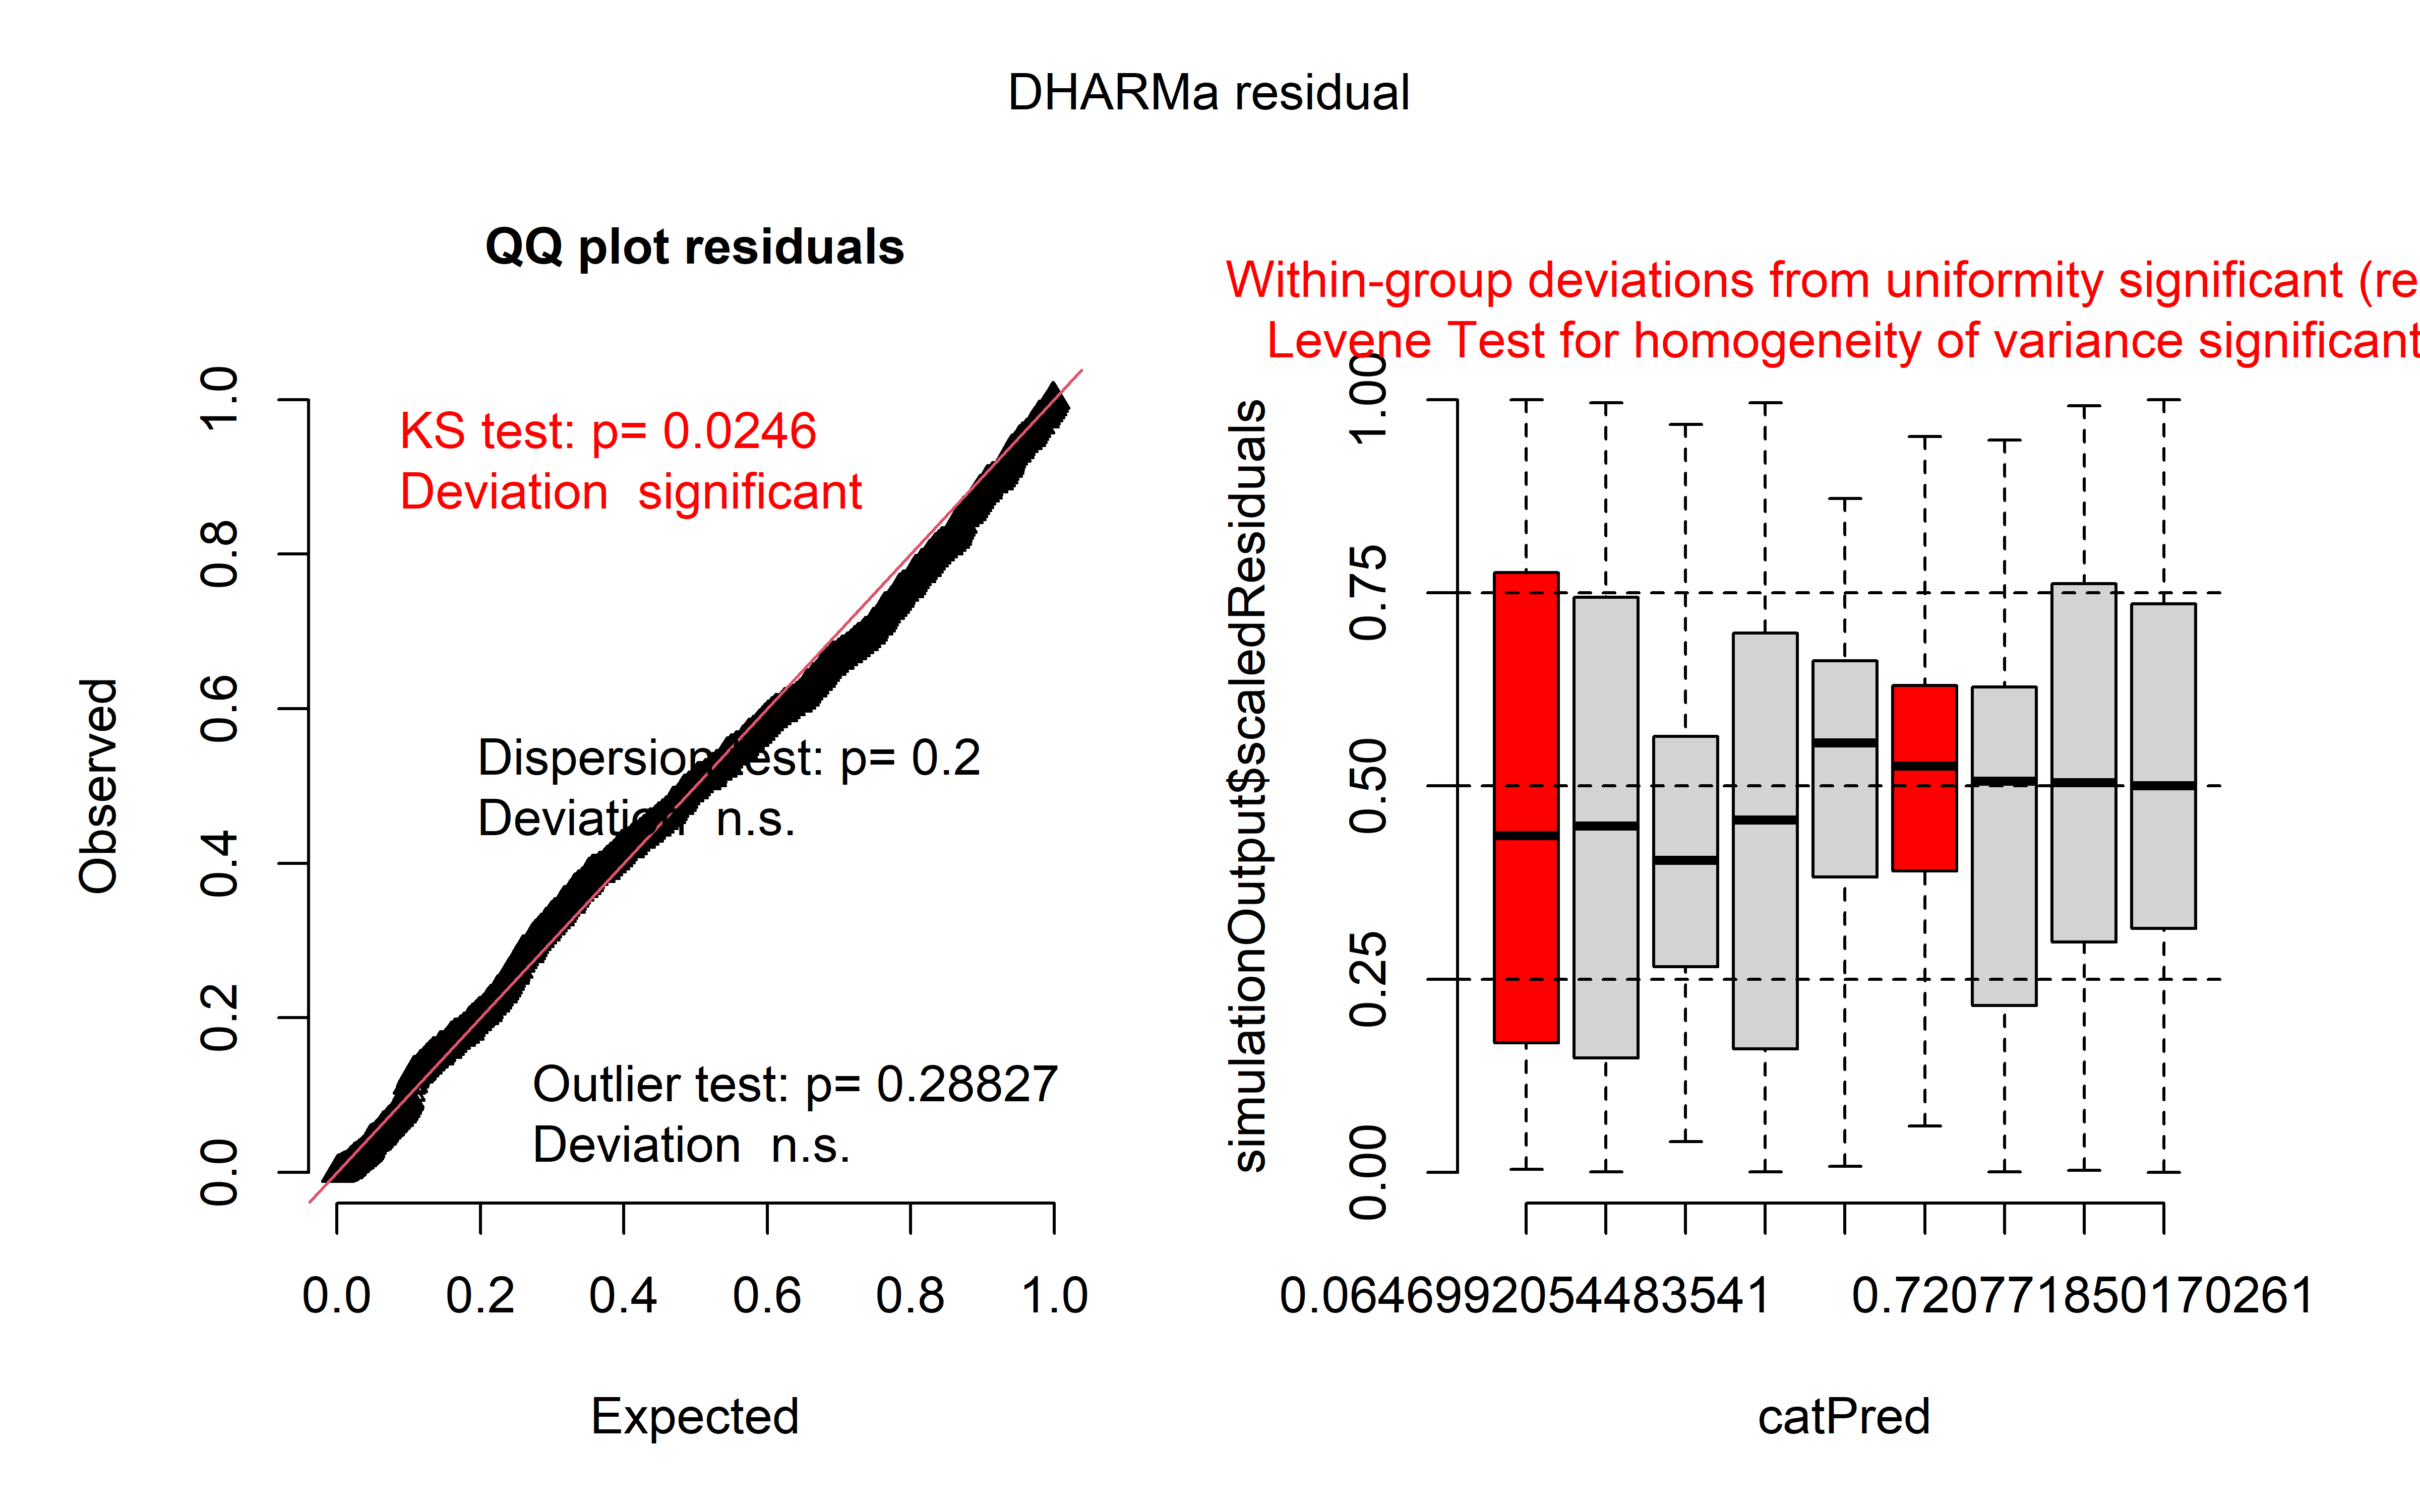 DHARMa residual
QQ plot residuals
KS test: p= 0.0246
Deviation  significant
Dispersion test: p= 0.2
Deviation  n.s.
Outlier test: p= 0.28827
Deviation  n.s.
Observed
0.0 0.2 0.4 0.6 0.8 1.0
0.0 0.2 0.4 0.6 0.8 1.0
Expected
Within-group deviations from uniformity significant (re
Levene Test for homogeneity of variance significant
simulationOutput$scaledResiduals
0.00 0.25 0.50 0.75 1.00
0.0646992054483541 0.720771850170261
catPred